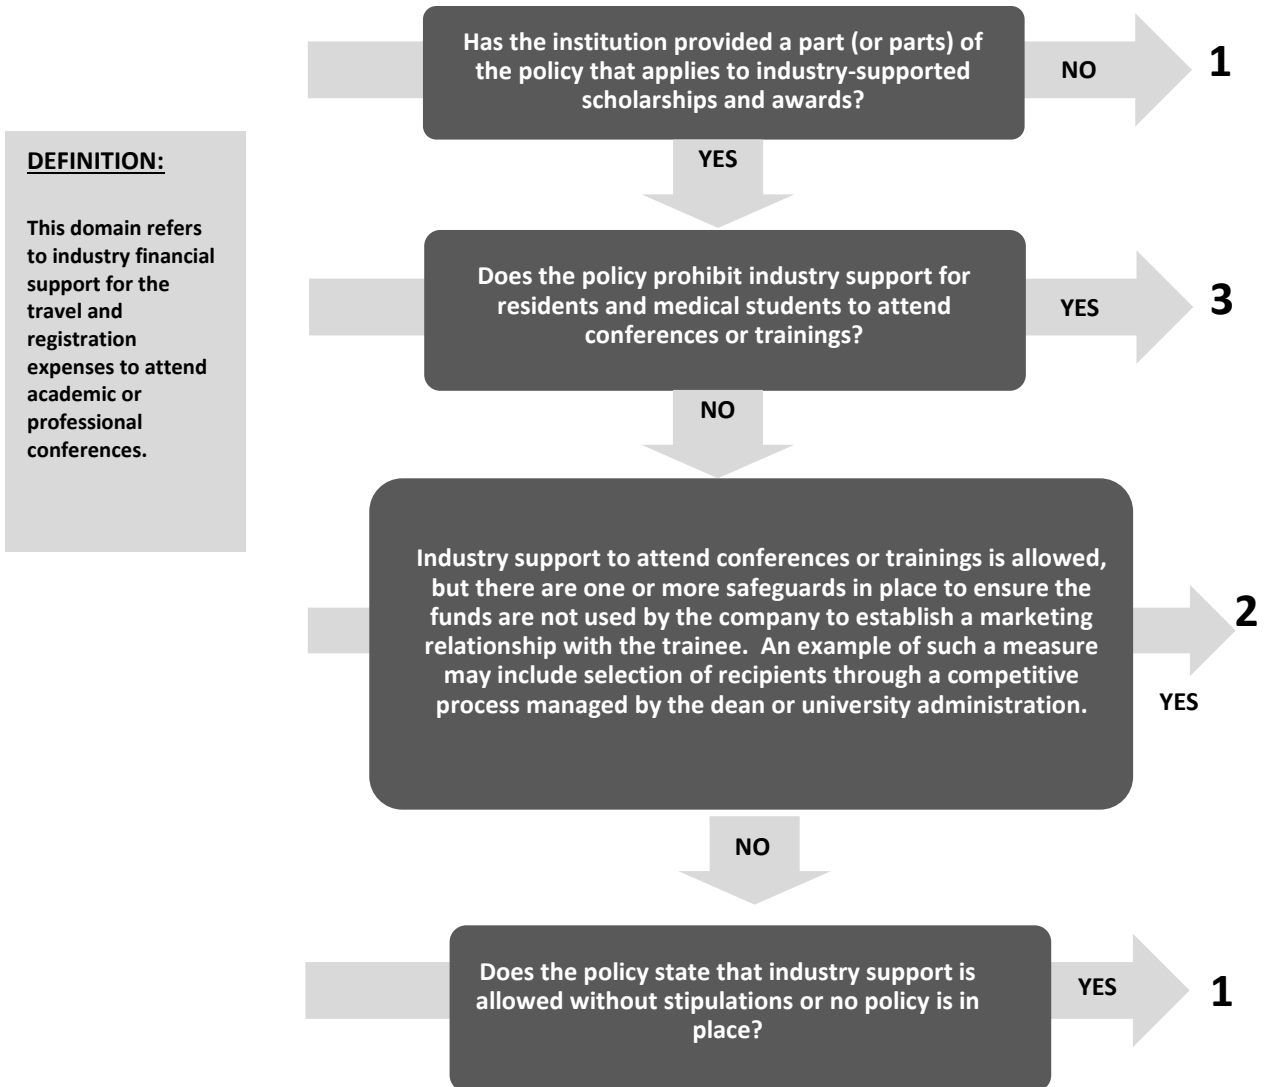 Has the institution provided a part (or parts) of
the policy that applies to industry-supported
scholarships and awards?
NO
1
YES
DEFINITION:
This domain refers
to industry financial
support for the
travel and
registration
expenses to attend
academic or
professional
conferences.
Does the policy prohibit industry support for
residents and medical students to attend
conferences or trainings?
YES
3
NO
Industry support to attend conferences or trainings is allowed,
but there are one or more safeguards in place to ensure the
funds are not used by the company to establish a marketing
relationship with the trainee.  An example of such a measure
may include selection of recipients through a competitive
process managed by the dean or university administration.
2
YES
NO
Does the policy state that industry support is
allowed without stipulations or no policy is in
place?
YES
1